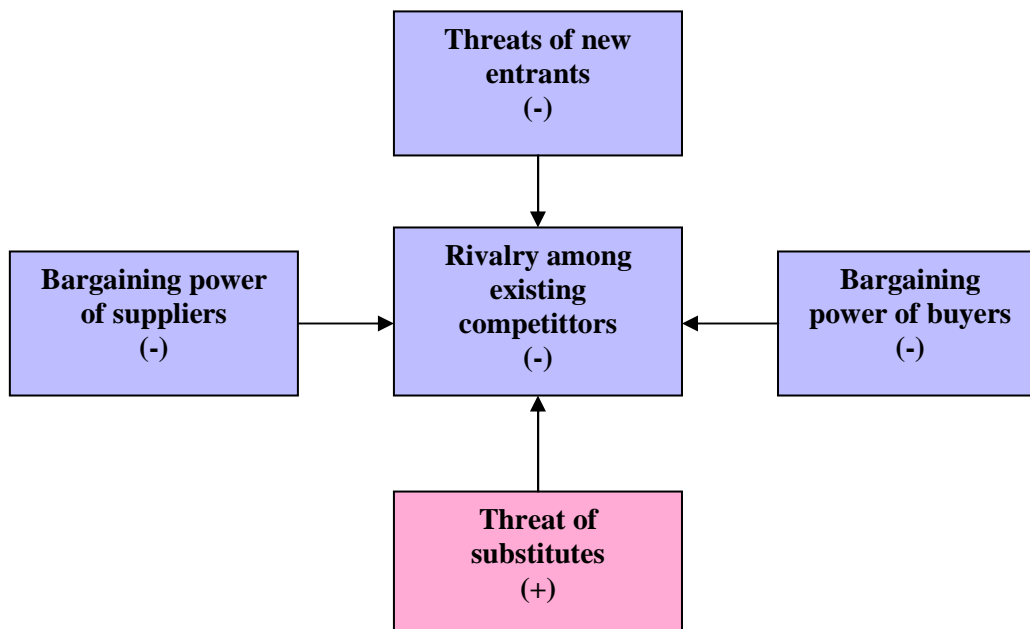 Threats of new
entrants
(-)
Bargaining power
of suppliers
(-)
Rivalry among
existing
competittors
(-)
Bargaining
power of buyers
(-)
Threat of
substitutes
(+)